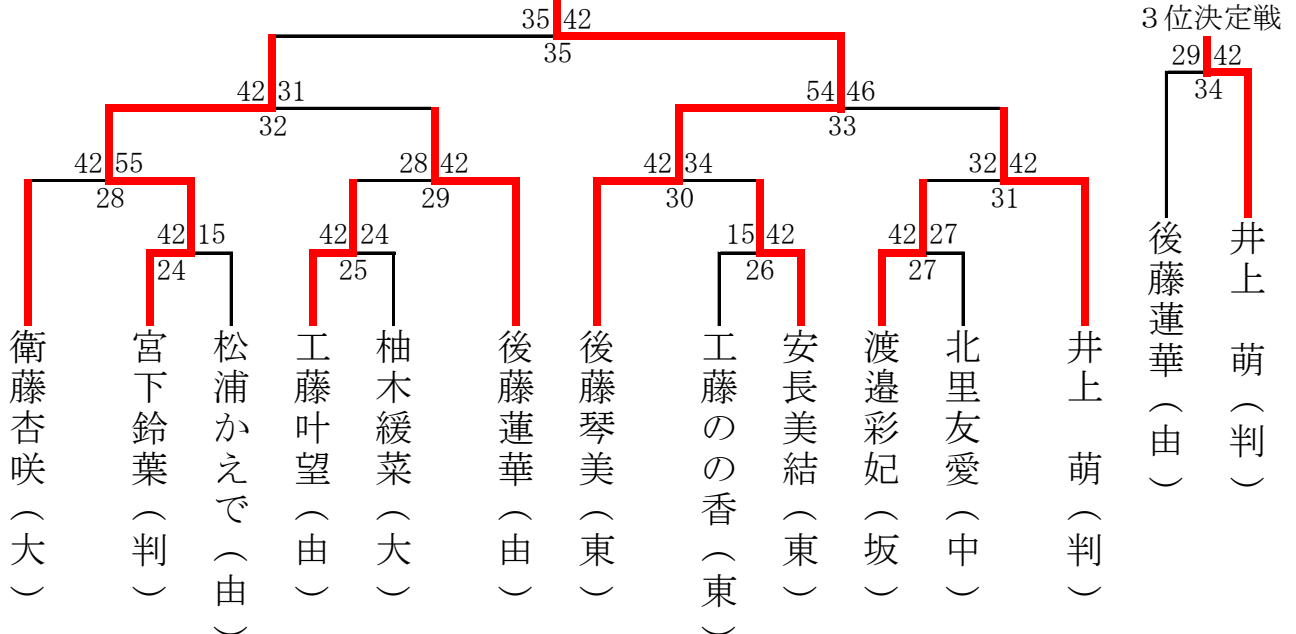 35 42
35
3位決定戦
29 42
34
42 31
32
54 46
33
42 55
28
28 42
29
42 34
30
32 42
31
42 15
24
42 24
25
15 42
26
42 27
27
衛藤杏咲(大)
宮下鈴葉(判)
松浦かえで(由)
工藤叶望(由)
柚木緩菜(大)
後藤蓮華(由)
後藤琴美(東)
工藤のの香(東)
安長美結(東)
渡邉彩妃(坂)
北里友愛(中)
井上 萌(判)
後藤蓮華(由)
井上 萌(判)